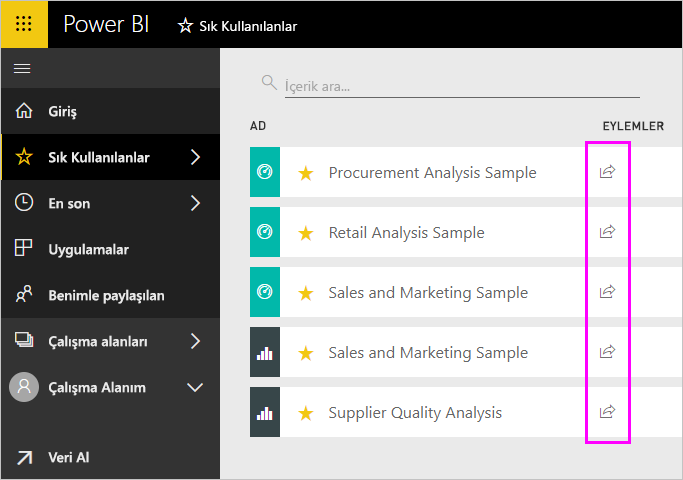 Power BI
Sık Kullanılanlar
Giriş
Sık Kullanılanlar
En son
Uygulamalar
Benimle paylaşılan
Çalışma alanları
Çalışma Alanım
Veri Al
İçerik ara...
AD EYLEMLER
Procurement Analysis Sample
Retail Analysis Sample
Sales and Marketing Sample
Sales and Marketing Sample
Supplier Quality Analysis